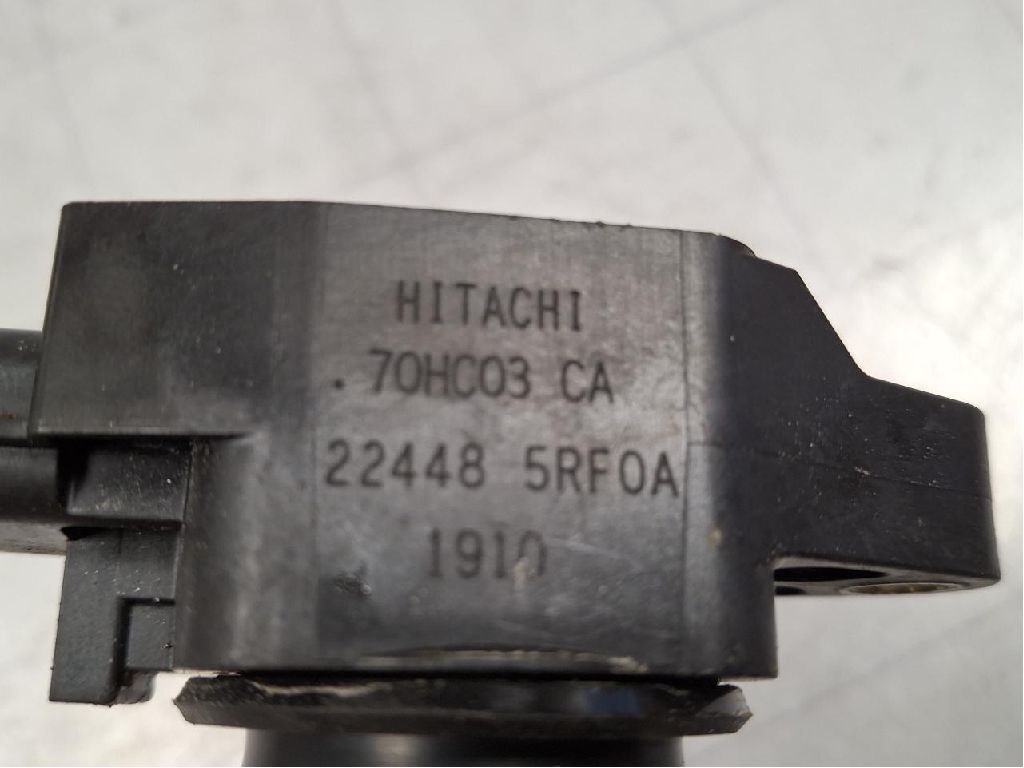 HITACHI
. 70HC03 CA
22448 5RF0A
1910